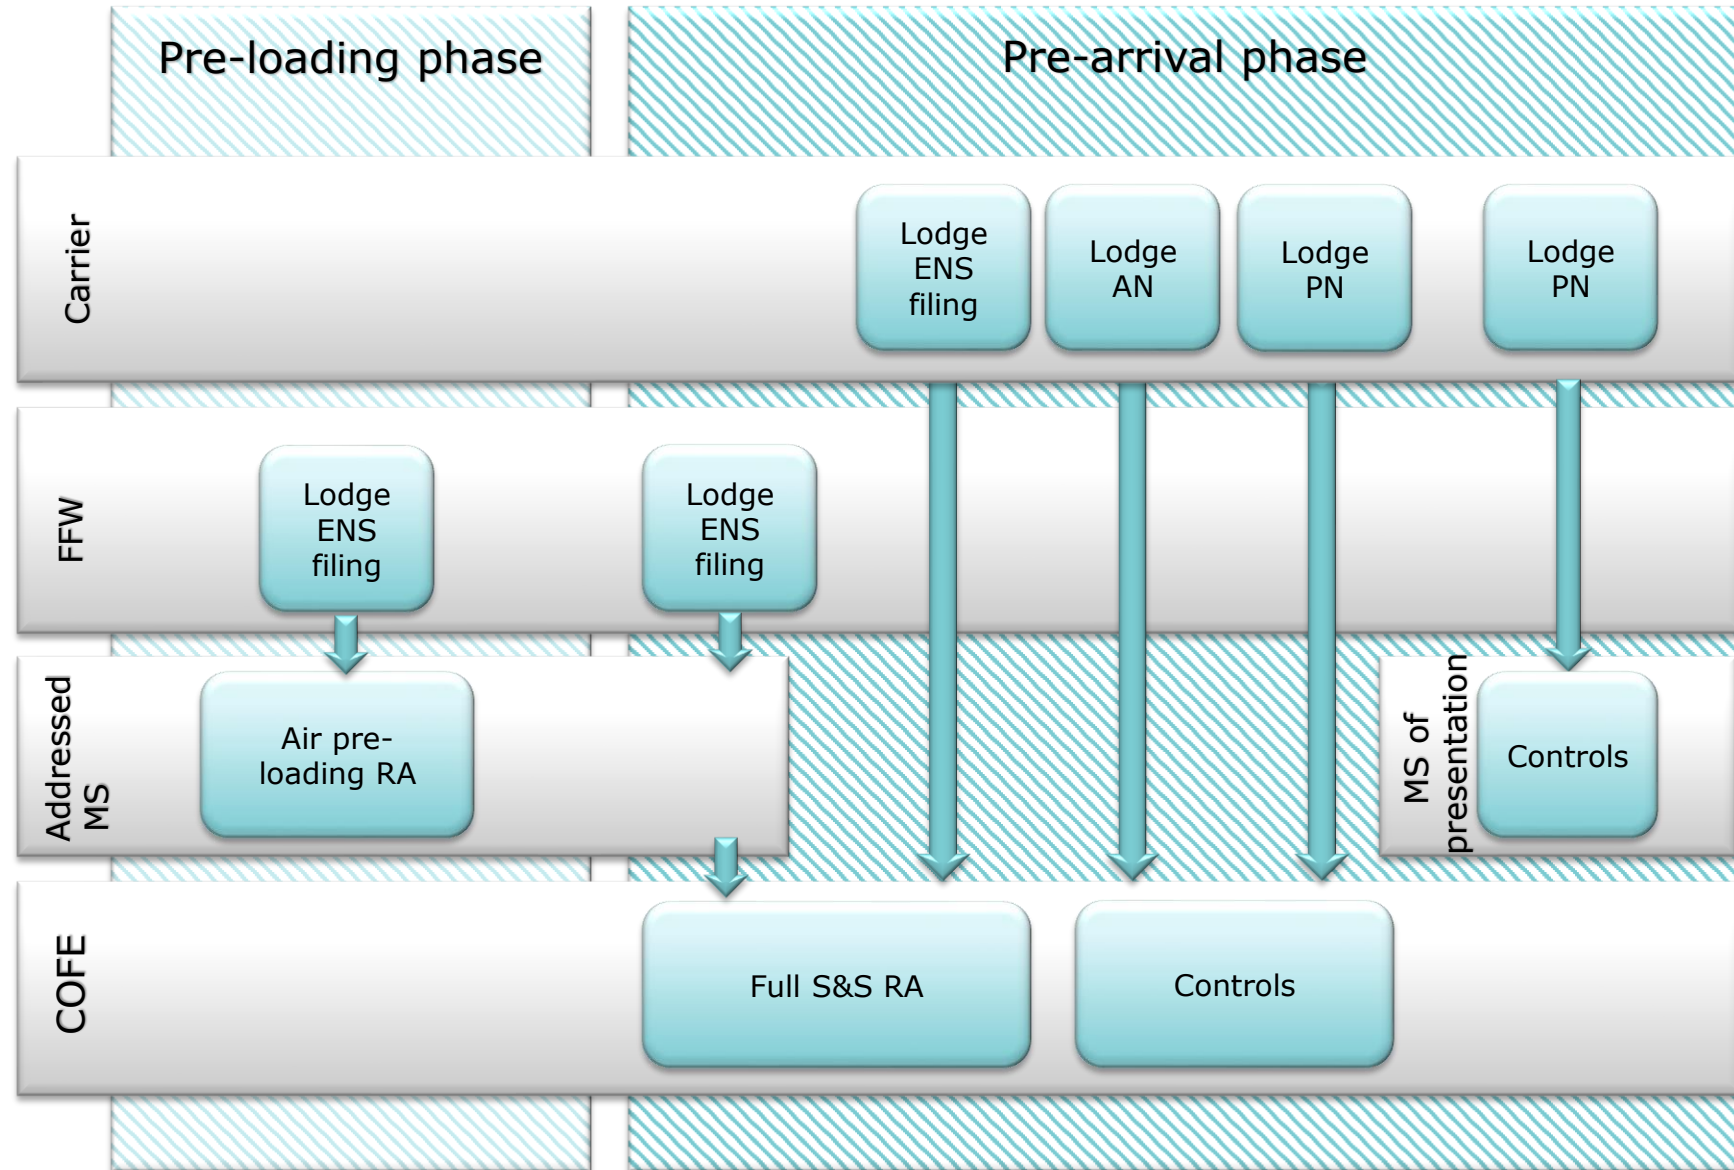 Pre-loading phase
Pre-arrival phase
Carrier
Lodge
ENS
filing
Lodge
AN
Lodge
PN
Lodge
PN
FFW
Lodge
ENS
filing
Lodge
ENS
filing
Addressed
MS
Air pre-
loading RA
MS of
presentation
Controls
COFE
Full S&S RA
Controls